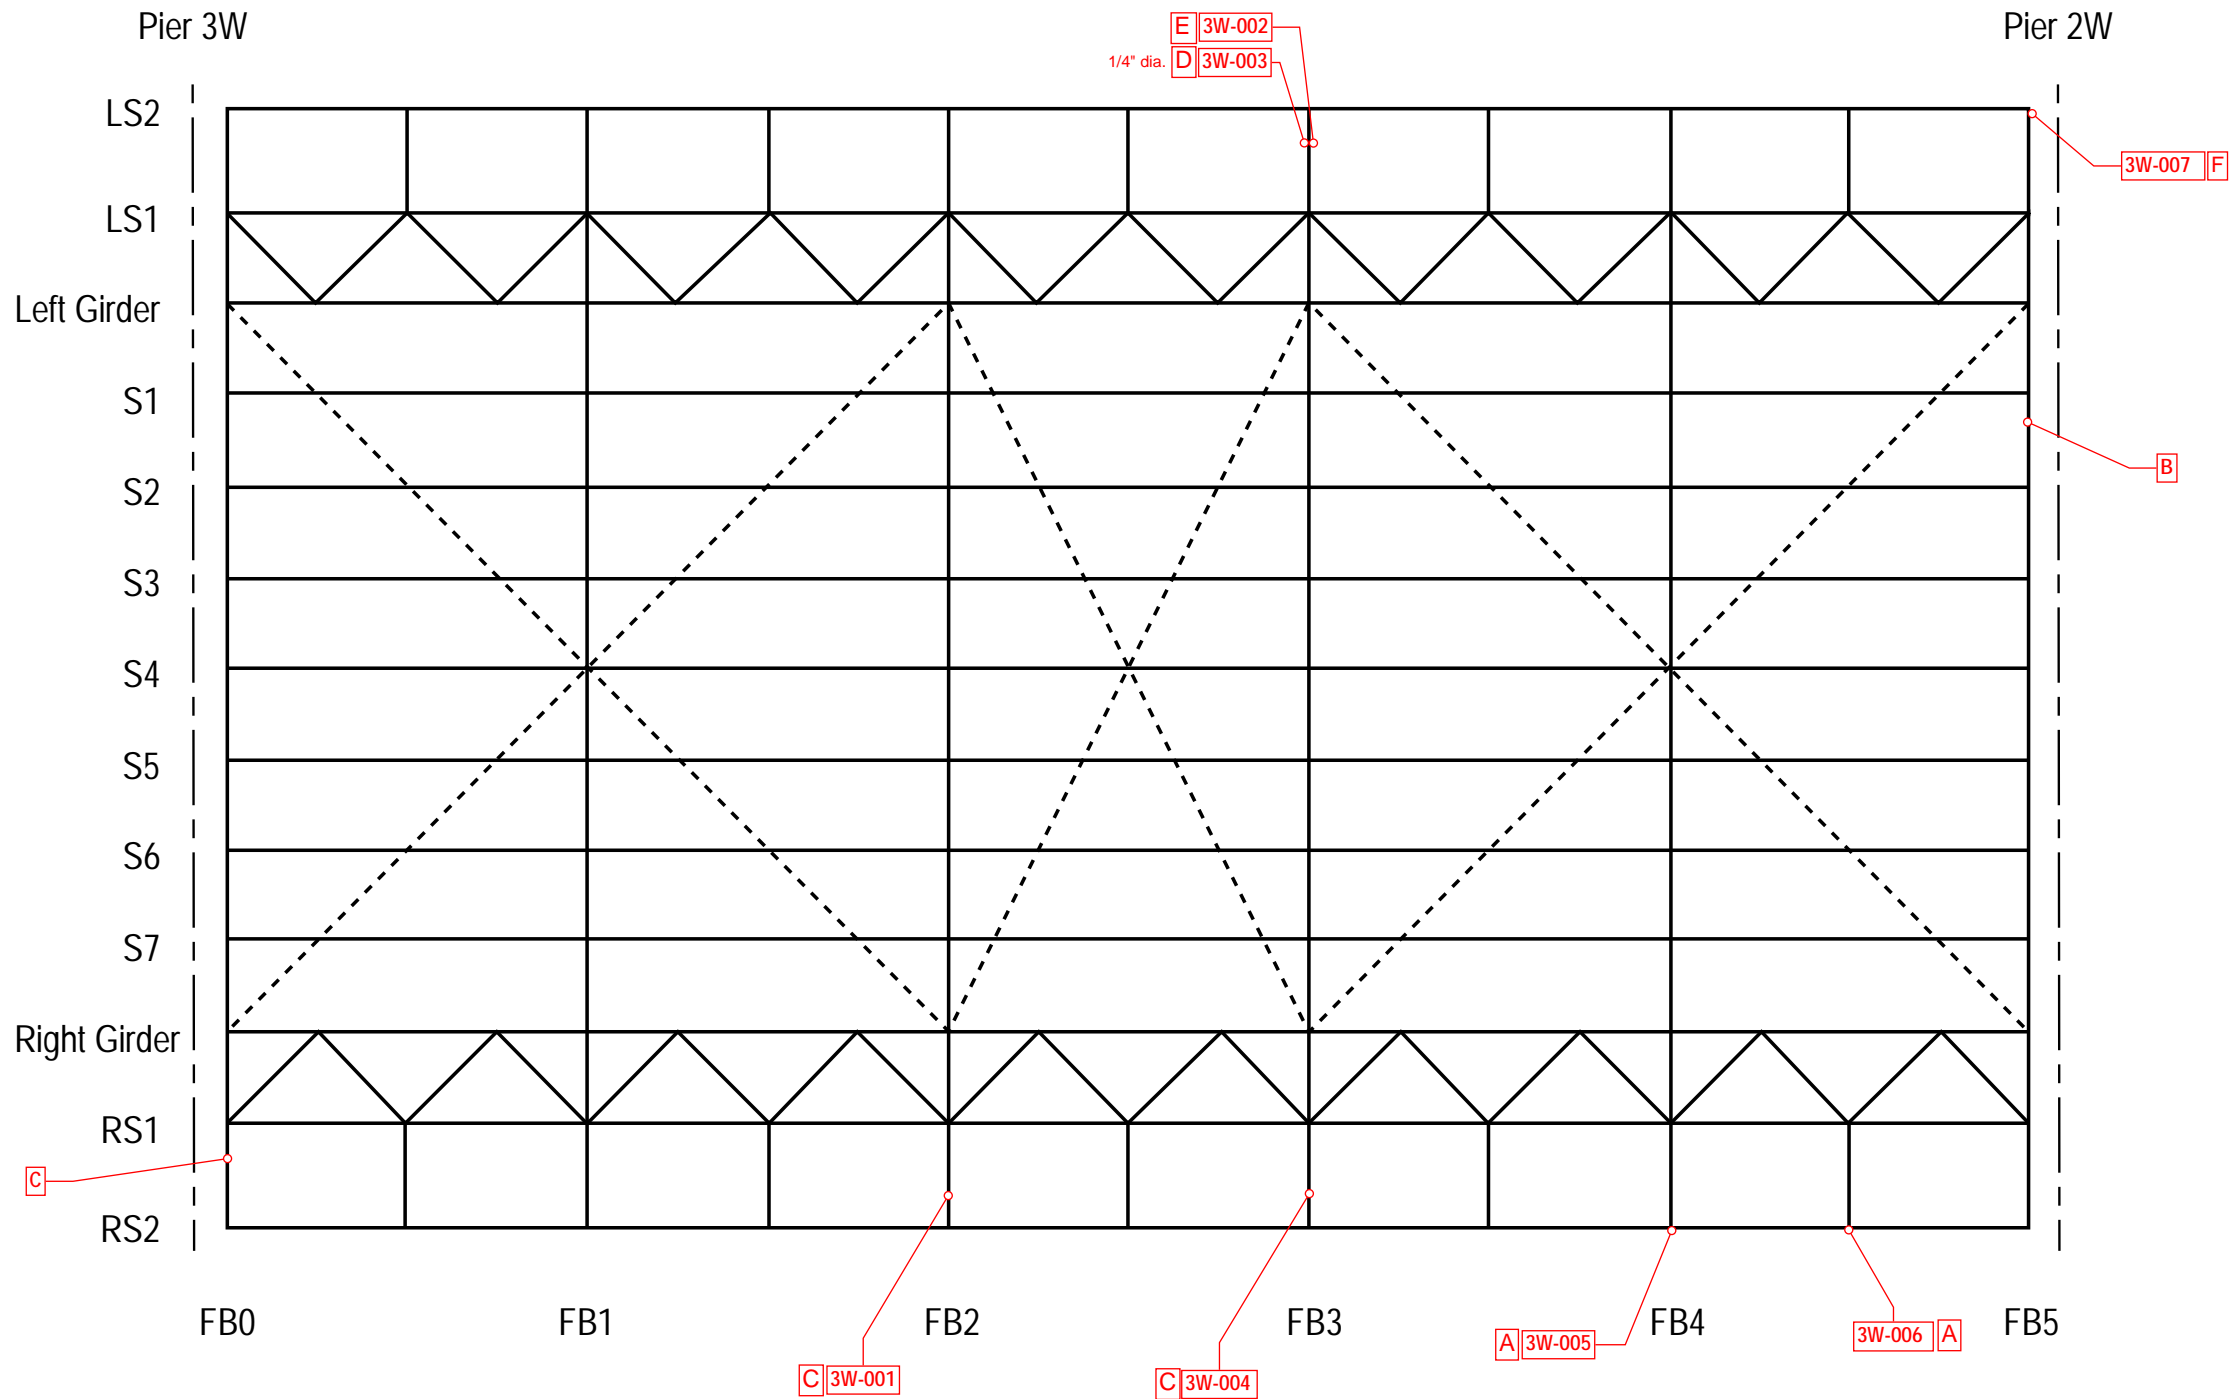 Pier 3W
E 3W-002
Pier 2W
1/4" dia. D 3W-003
LS2
3W-007 F
LS1
Left Girder
S1
B
S2
S3
S4
S5
S6
S7
Right Girder
RS1
C
RS2
FB0 FB1 FB2 FB3 FB4 FB5
A 3W-005
3W-006 A
C 3W-001
C 3W-004